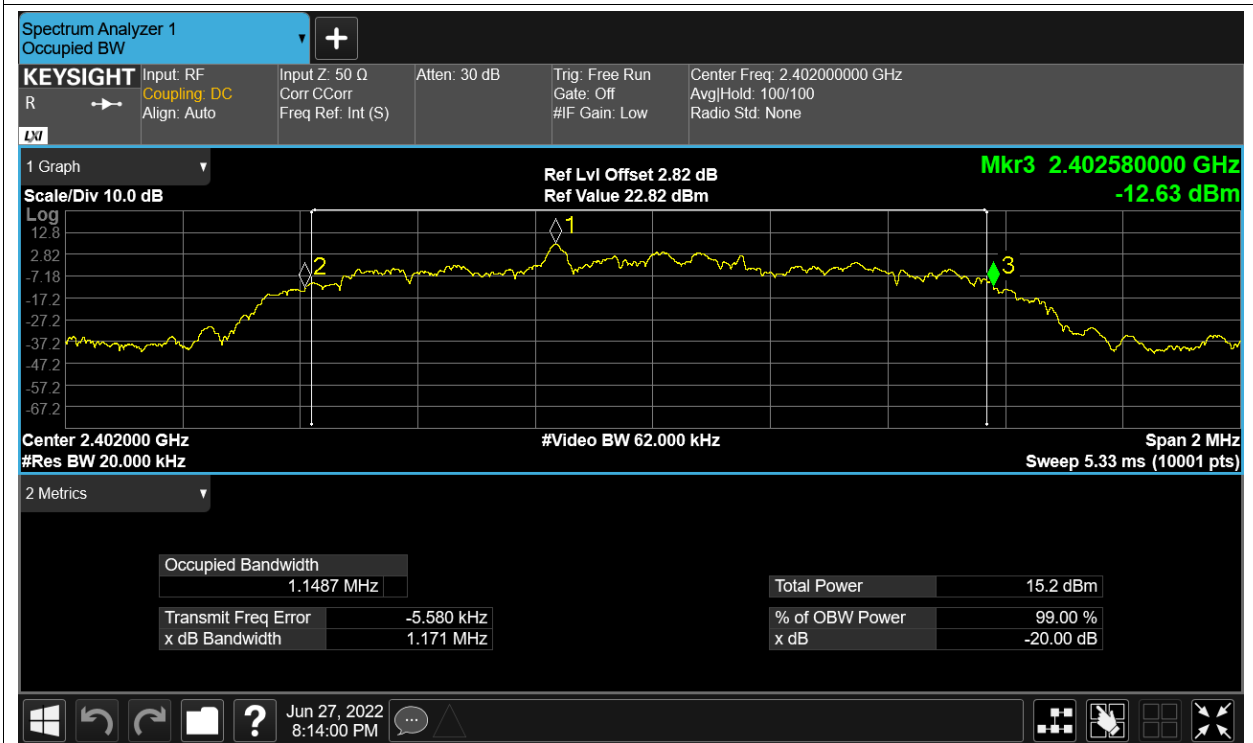 Spectrum Analyzer 1
Occupied BW
KEYSIGHT
R
LXI
Input: RF
Coupling: DC
Align: Auto
Input Z: 50 Ω
Corr CCorr
Freq Ref: Int (S)
Atten: 30 dB
Trig: Free Run
Gate: Off
#IF Gain: Low
Center Freq: 2.402000000 GHz
Avg|Hold: 100/100
Radio Std: None
1 Graph
Scale/Div 10.0 dB
Ref Lvl Offset 2.82 dB
Ref Value 22.82 dBm
Mkr3 2.402580000 GHz
-12.63 dBm
Log
12.8
2.82
-7.18
-17.2
-27.2
-37.2
-47.2
-57.2
-67.2
1
2
3
Center 2.402000 GHz
#Video BW 62.000 kHz
Span 2 MHz
#Res BW 20.000 kHz
Sweep 5.33 ms (10001 pts)
2 Metrics
Occupied Bandwidth
1.1487 MHz
Total Power 15.2 dBm
Transmit Freq Error -5.580 kHz
% of OBW Power 99.00 %
x dB Bandwidth 1.171 MHz
x dB -20.00 dB
Jun 27, 2022
8:14:00 PM